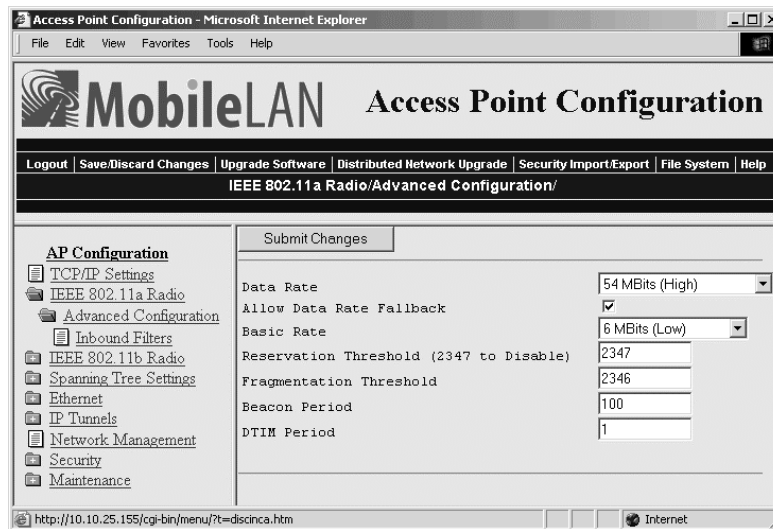 Access Point Configuration - Microsoft Internet Explorer
File Edit View Favorites Tools Help
MobileLAN Access Point Configuration
Logout | Save/Discard Changes | Upgrade Software | Distributed Network Upgrade | Security Import/Export | File System | Help
IEEE 802.11a Radio/Advanced Configuration/
AP Configuration
TCP/IP Settings
IEEE 802.11a Radio
Advanced Configuration
Inbound Filters
IEEE 802.11b Radio
Spanning Tree Settings
Ethernet
IP Tunnels
Network Management
Security
Maintenance
Submit Changes
Data Rate 54 MBits (High)
Allow Data Rate Fallback
Basic Rate 6 MBits (Low)
Reservation Threshold (2347 to Disable) 2347
Fragmentation Threshold 2346
Beacon Period 100
DTIM Period 1
http://10.10.25.155/cgi-bin/menu/?t=discinca.htm Internet